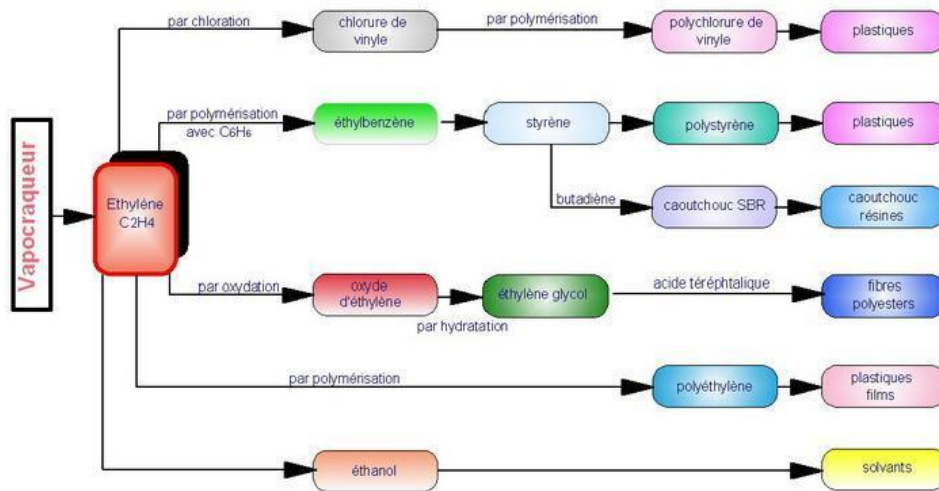 par chloration
chlorure de
vinyle
par polymérisation
polychlorure de
vinyle
plastiques
par polymérisation
avec C6H6
éthylbenzène
styrène
polystyrène
plastiques
Vapocraqueur
Ethylène
C2H4
butadiène
caoutchouc SBR
caoutchouc
résines
par oxydation
oxyde
d'éthylène
par hydratation
éthylène glycol
acide téréphtalique
fibres
polyesters
par polymérisation
polyéthylène
plastiques
films
éthanol
solvants